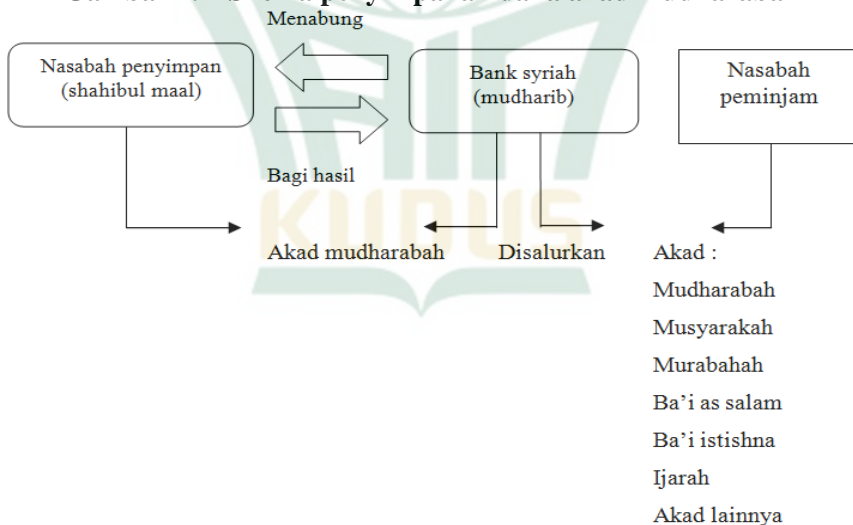 Menabung
Nasabah penyimpan
(shahibul maal)
Bank syriah
(mudharib)
Nasabah
peminjam
Bagi hasil
KUDUS
Akad mudharabah
Disalurkan
Akad :
Mudharabah
Musyarakah
Murabahah
Ba’i as salam
Ba’i istishna
Ijarah
Akad lainnya